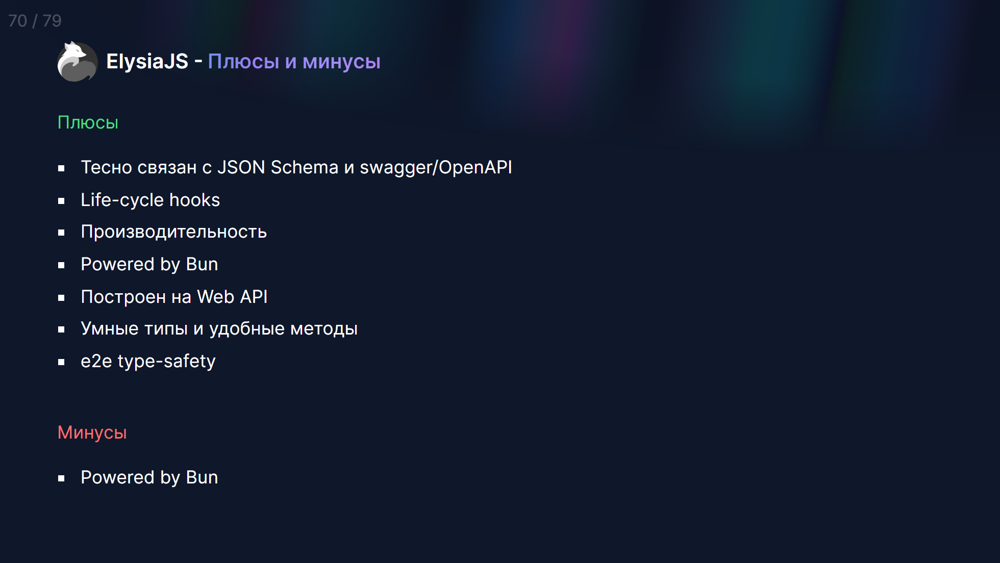 70 / 79
ElysiaJS - Плюсы и минусы
Плюсы
Тесно связан с JSON Schema и swagger/OpenAPI
Life-cycle hooks
Производительность
Powered by Bun
Построен на Web API
Умные типы и удобные методы
e2e type-safety
Минусы
Powered by Bun